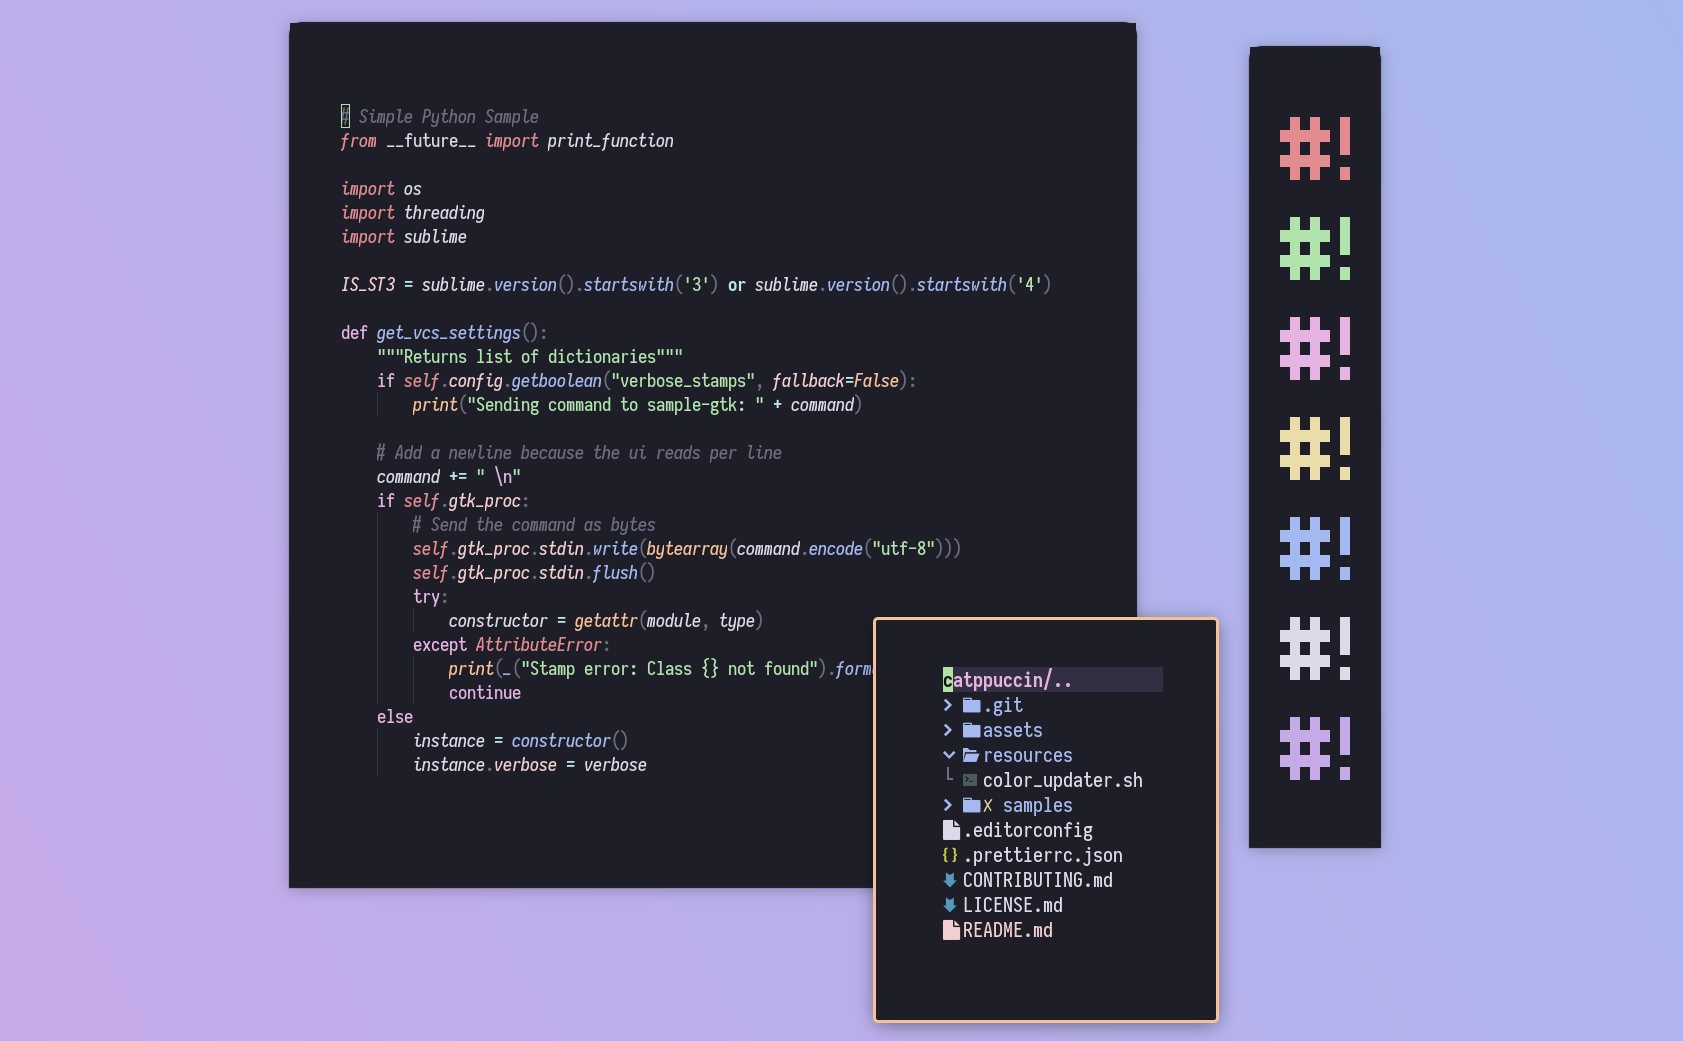 # Simple Python Sample
from __future__ import print_function
import os
import threading
import sublime
IS_ST3 = sublime.version().startswith('3') or sublime.version().startswith('4')
def get_vcs_settings():
"""Returns list of dictionaries"""
if self.config.getboolean("verbose_stamps", fallback=False):
print("Sending command to sample-gtk: " + command)
# Add a newline because the ui reads per line
command += " \n"
if self.gtk_proc:
# Send the command as bytes
self.gtk_proc.stdin.write(bytearray(command.encode("utf-8")))
self.gtk_proc.stdin.flush()
try:
constructor = getattr(module, type)
except AttributeError:
print(_("Stamp error: Class {} not found").form
continue
else
instance = constructor()
instance.verbose = verbose
catppuccin/..
.git
assets
resources
color_updater.sh
X samples
.editorconfig
{} .prettierrc.json
CONTRIBUTING.md
LICENSE.md
README.md
#!
#!
#!
#!
#!
#!
#!